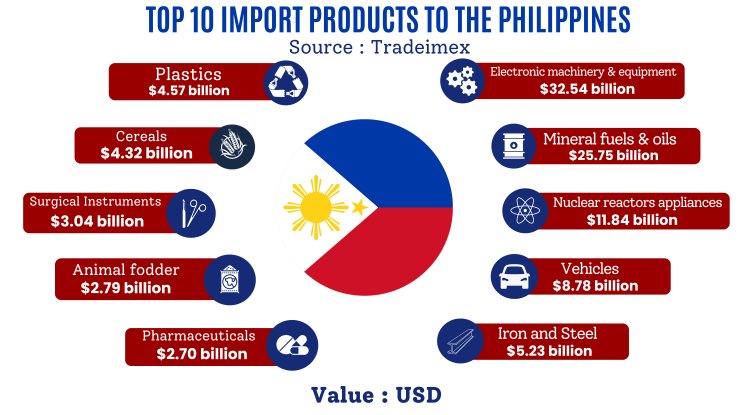 TOP 10 IMPORT PRODUCTS TO THE PHILIPPINES
Source : Tradeimex
Plastics
$4.57 billion
Cereals
$4.32 billion
Surgical Instruments
$3.04 billion
Animal fodder
$2.79 billion
Pharmaceuticals
$2.70 billion
Electronic machinery & equipment
$32.54 billion
Mineral fuels & oils
$25.75 billion
Nuclear reactors appliances
$11.84 billion
Vehicles
$8.78 billion
Iron and Steel
$5.23 billion
Value : USD